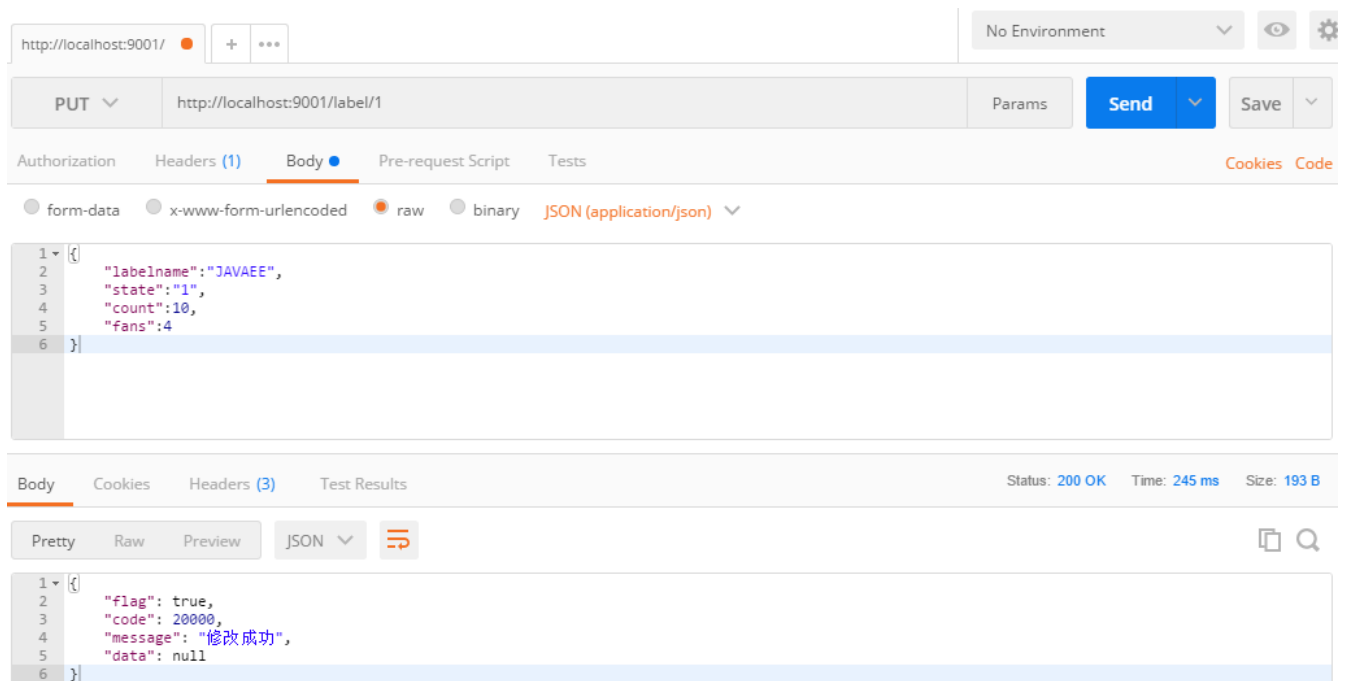 http://localhost:9001/ + ••• No Environment
PUT http://localhost:9001/label/1 Params Send Save
Authorization Headers (1) Body Pre-request Script Tests Cookies Code
form-data x-www-form-urlencoded raw binary JSON (application/json)
1 {
2 "labelname":"JAVAEE",
3 "state":"1",
4 "count":10,
5 "fans":4
6 }
Body Cookies Headers (3) Test Results Status: 200 OK Time: 245 ms Size: 193 B
Pretty Raw Preview JSON
1 {
2 "flag": true,
3 "code": 20000,
4 "message": "修改成功",
5 "data": null
6 }